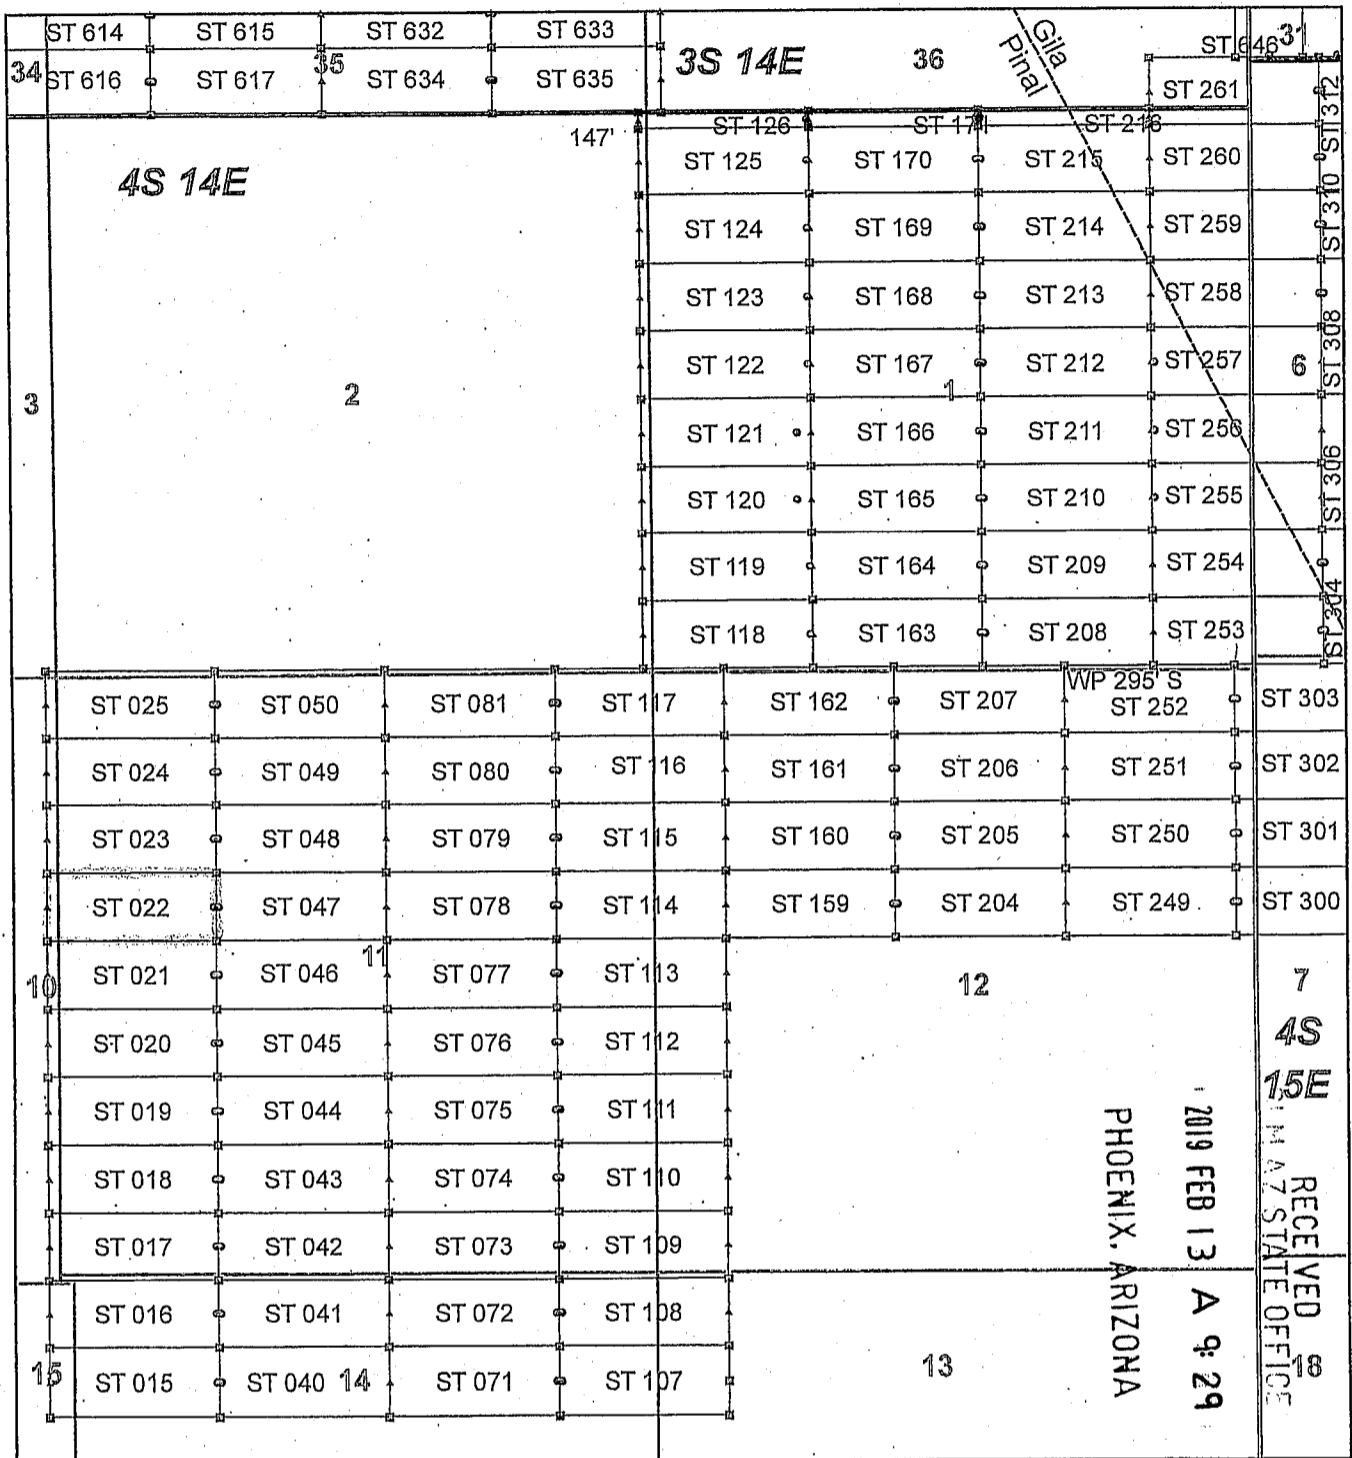 ST 614 ST 615 ST 632 ST 633
34 ST 616 ST 617 35 ST 634 ST 635 3S 14E 36 Gila Pinal ST 646 31
ST 261 ST 312
147' ST 126 ST 171 ST 216
4S 14E ST 125 ST 170 ST 215 ST 260 ST 310
ST 124 ST 169 ST 214 ST 259
ST 123 ST 168 ST 213 ST 258 ST 308
3 2 ST 122 ST 167 1 ST 212 ST 257 6
ST 121 ST 166 ST 211 ST 256 ST 306
ST 120 ST 165 ST 210 ST 255
ST 119 ST 164 ST 209 ST 254
ST 118 ST 163 ST 208 ST 253 ST 304
WP 295' S
ST 025 ST 050 ST 081 ST 117 ST 162 ST 207 ST 252 ST 303
ST 024 ST 049 ST 080 ST 116 ST 161 ST 206 ST 251 ST 302
ST 023 ST 048 ST 079 ST 115 ST 160 ST 205 ST 250 ST 301
ST 022 ST 047 ST 078 ST 114 ST 159 ST 204 ST 249 ST 300
10 ST 021 ST 046 11 ST 077 ST 113 12 7
ST 020 ST 045 ST 076 ST 112 4S
ST 019 ST 044 ST 075 ST 111 15E
ST 018 ST 043 ST 074 ST 110
ST 017 ST 042 ST 073 ST 109
ST 016 ST 041 ST 072 ST 108
15 ST 015 ST 040 14 ST 071 ST 107 13 18
RECEIVED
AZ STATE OFFICE
2019 FEB 13 A 9:29
PHOENIX, ARIZONA